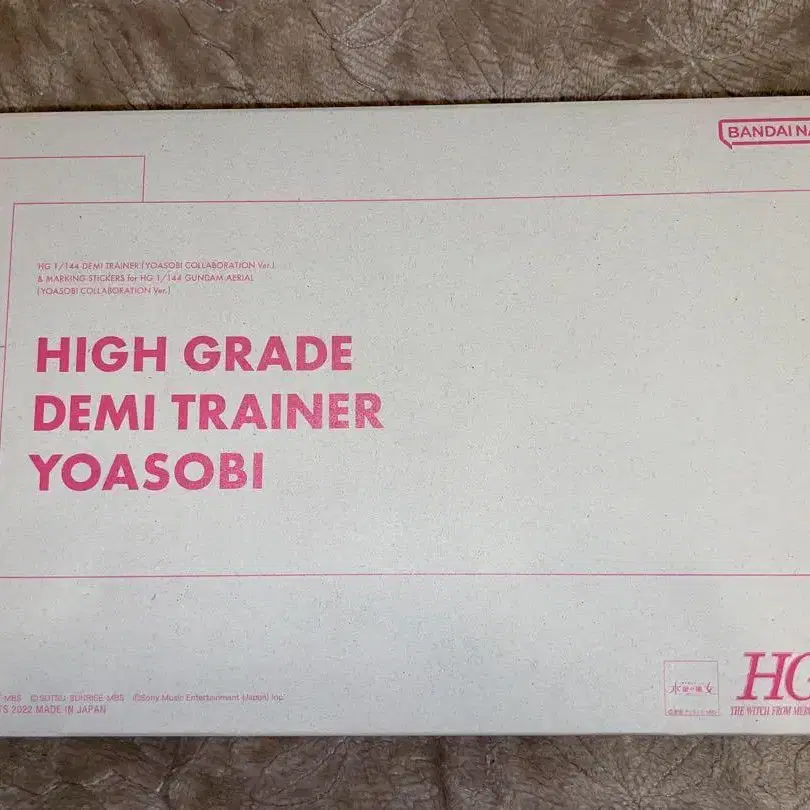 BANDAI NA
HG 1/144 DEMI TRAINER [YOASOBI COLLABORATION Ver.]
& MARKING STICKERS for HG 1/144 GUNDAM AERIAL
[YOASOBI COLLABORATION Ver.]
HIGH GRADE
DEMI TRAINER
YOASOBI
MBS ©SOTSU・SUNRISE・MBS ©Sony Music Entertainment (Japan) Inc.
TS 2022 MADE IN JAPAN
水星の魔女
HG
THE WITCH FROM MER